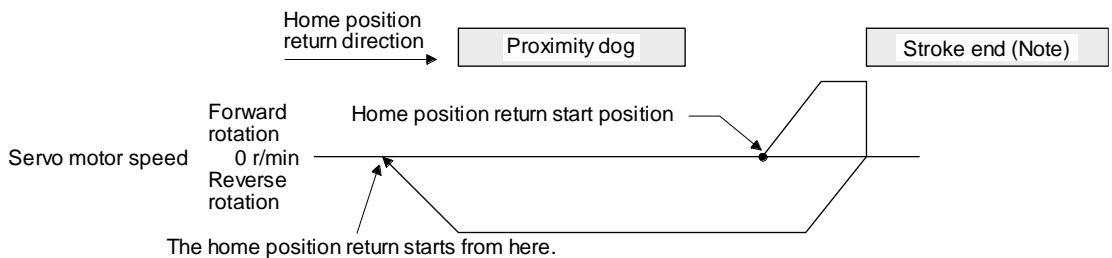 Home position
return direction
Proximity dog
Stroke end (Note)
Forward
rotation
Home position return start position
Servo motor speed
0 r/min
Reverse
rotation
The home position return starts from here.